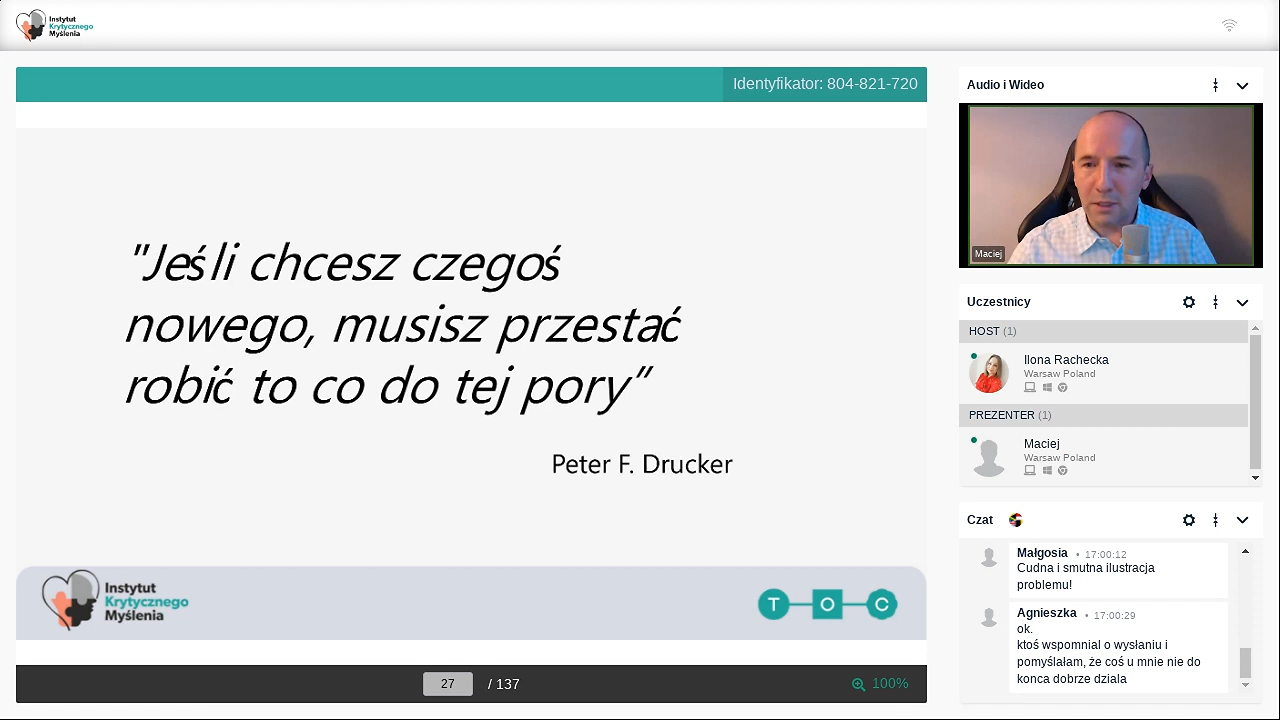 Instytut
Krytycznego
Myślenia
Identyfikator: 804-821-720
"Jeśli chcesz czegoś
nowego, musisz przestać
robić to co do tej pory”
Peter F. Drucker
Instytut
Krytycznego
Myślenia
T O C
27 / 137
100%
Audio i Wideo
Maciej
Uczestnicy
HOST (1)
Ilona Rachecka
Warsaw Poland
PREZENTER (1)
Maciej
Warsaw Poland
Czat
Małgosia • 17:00:12
Cudna i smutna ilustracja
problemu!
Agnieszka • 17:00:29
ok.
ktoś wspomnial o wysłaniu i
pomyślałam, że coś u mnie nie do
konca dobrze dziala